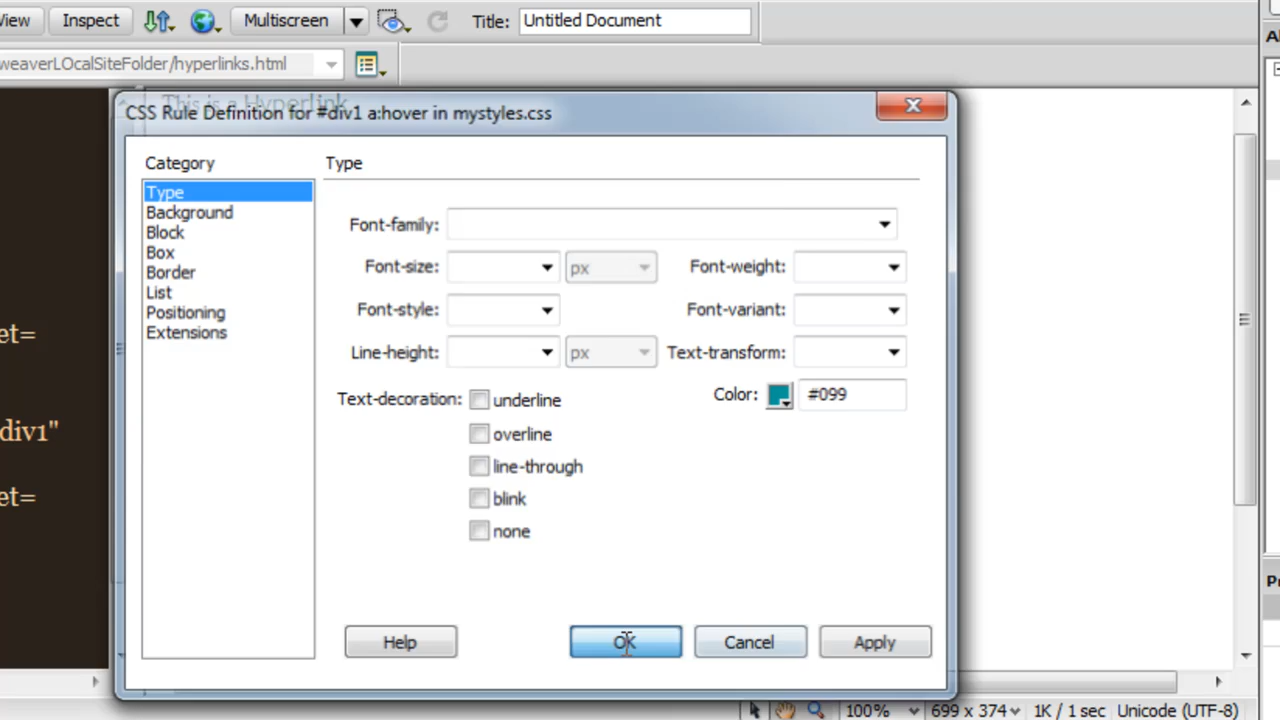 View Inspect Multiscreen Title: Untitled Document
weaverLOcalSiteFolder/hyperlinks.html
This is a Hyperlink
CSS Rule Definition for #div1 a:hover in mystyles.css
Category Type
Type
Background
Block
Box
Border
List
Positioning
Extensions
Font-family:
Font-size: px Font-weight:
Font-style: Font-variant:
Line-height: px Text-transform:
Text-decoration: underline Color: #099
overline
line-through
blink
none
Help OK Cancel Apply
et=
div1"
et=
100% 699 x 374 1K / 1 sec Unicode (UTF-8)